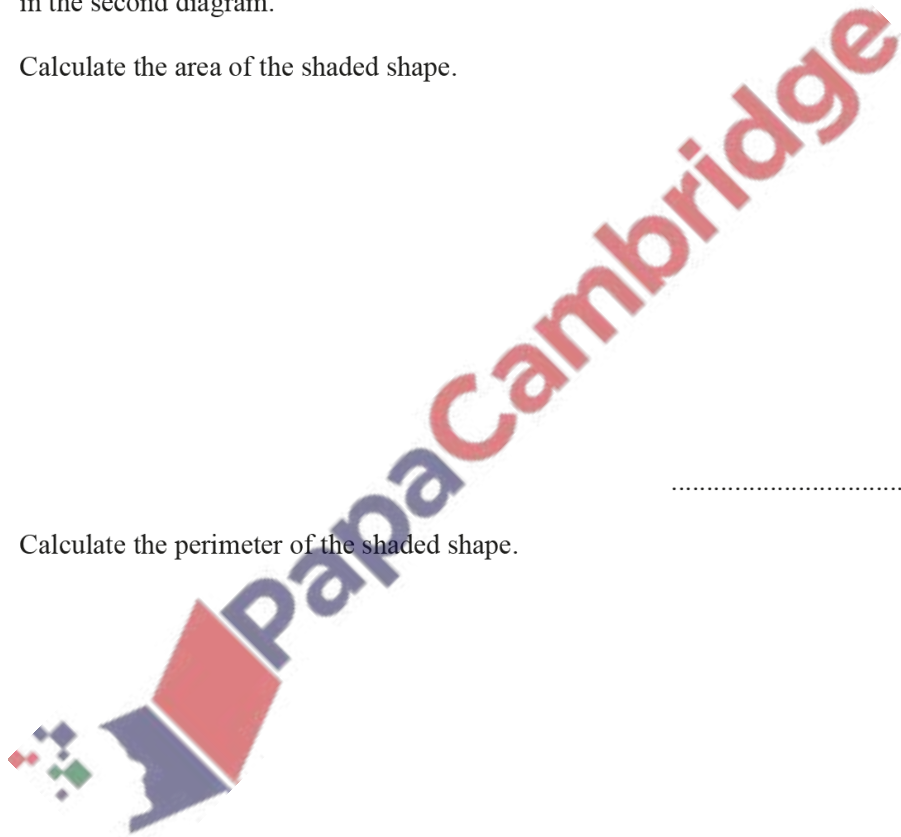 in the second diagram.
Calculate the area of the shaded shape.
................................
Calculate the perimeter of the shaded shape.
PapaCambridge